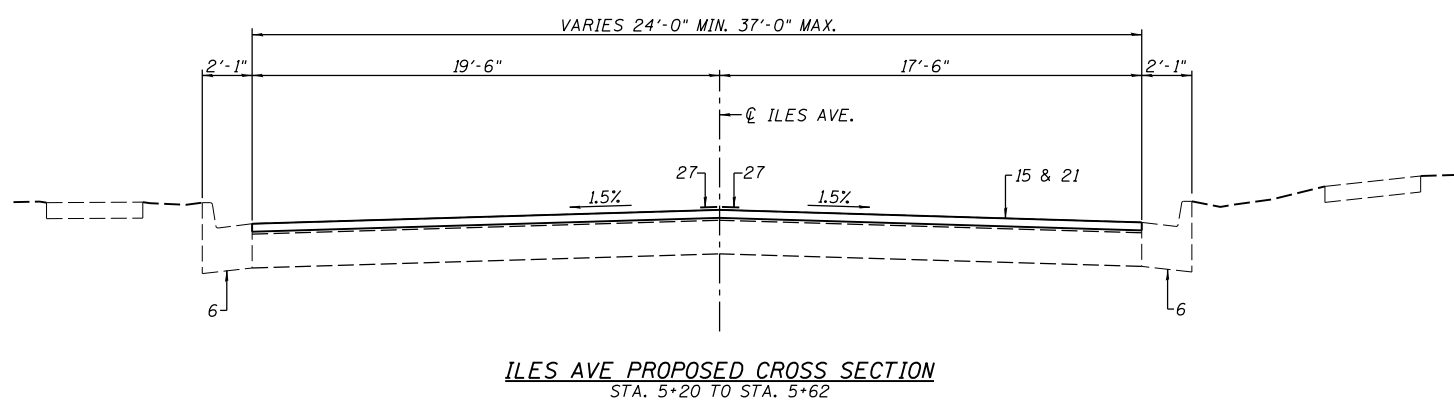 VARIES 24'-0" MIN. 37'-0" MAX.
2'-1" 19'-6" 17'-6" 2'-1"
℄ ILES AVE.
27 27
1.5% 1.5% 15 & 21
6 6
ILES AVE PROPOSED CROSS SECTION
STA. 5+20 TO STA. 5+62